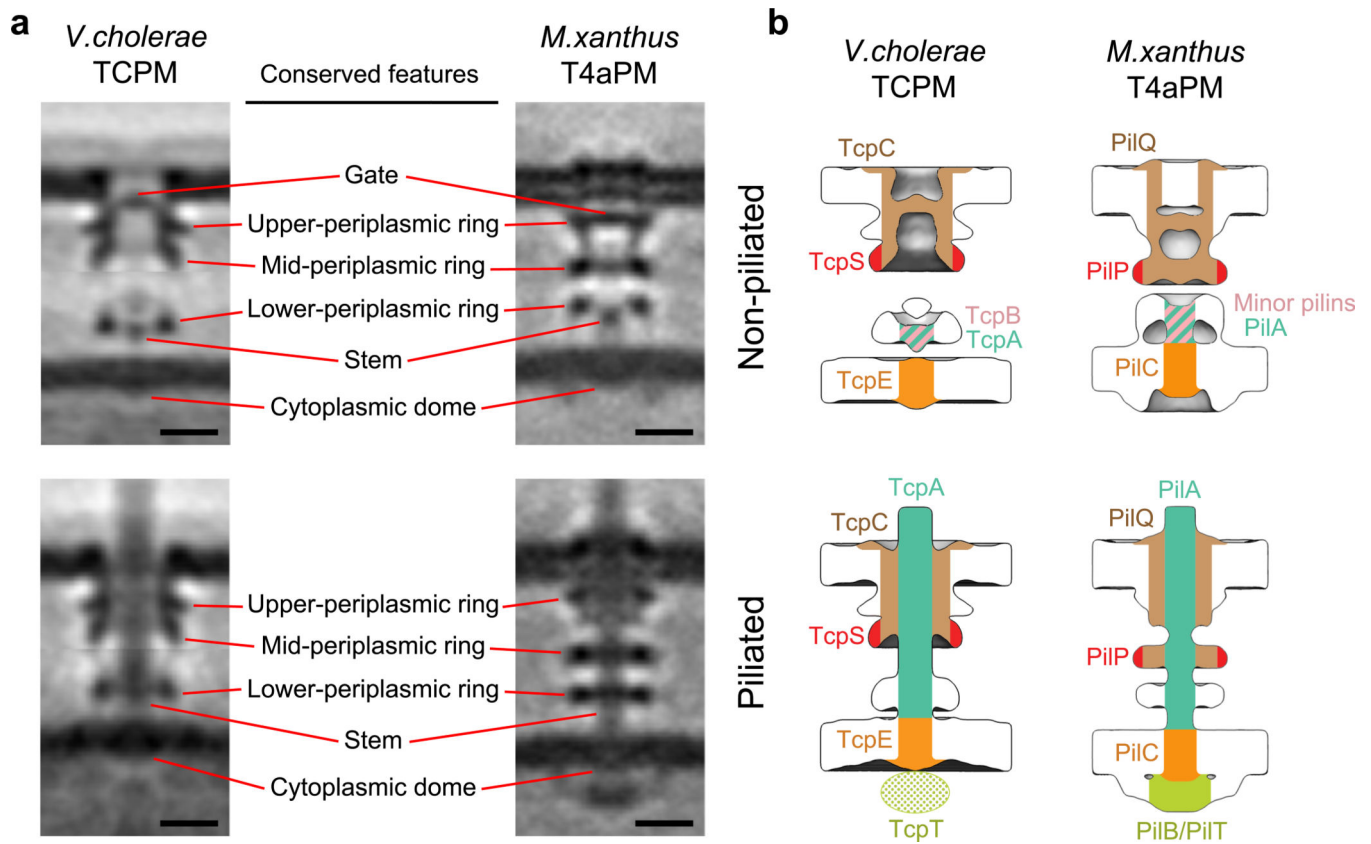 a
V.cholerae
TCPM
Conserved features
M.xanthus
T4aPM
Gate
Upper-periplasmic ring
Mid-periplasmic ring
Lower-periplasmic ring
Stem
Cytoplasmic dome
Upper-periplasmic ring
Mid-periplasmic ring
Lower-periplasmic ring
Stem
Cytoplasmic dome
b
V.cholerae
TCPM
M.xanthus
T4aPM
Non-piliated
TcpC
TcpS
TcpB
TcpA
TcpE
PilQ
PilP
Minor pilins
PilA
PilC
Piliated
TcpA
TcpC
TcpS
TcpE
TcpT
PilA
PilQ
PilP
PilC
PilB/PilT